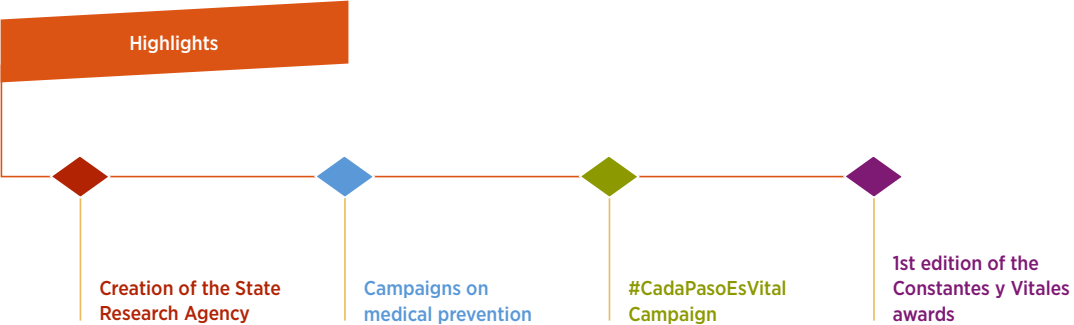 Highlights
Creation of the State
Research Agency
Campaigns on
medical prevention
#CadaPasoEsVital
Campaign
1st edition of the
Constantes y Vitales
awards